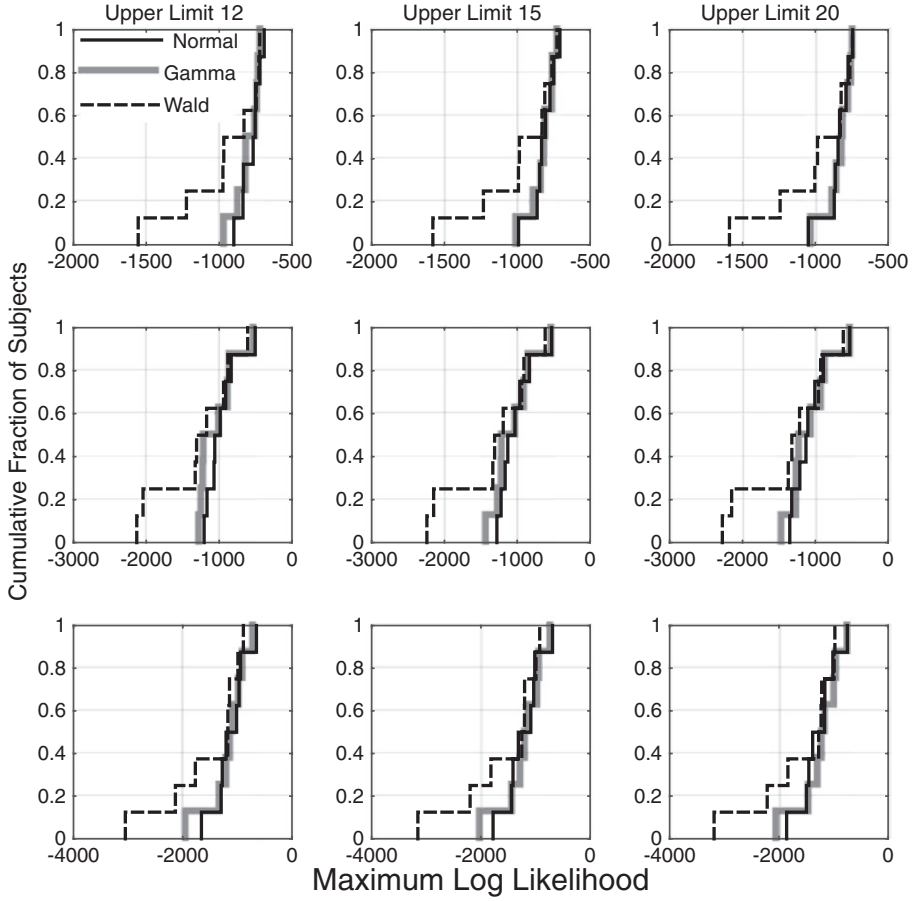 Upper Limit 12 Upper Limit 15 Upper Limit 20
1 1 1
Normal
0.8 0.8 0.8
Gamma
Wald
0.6 0.6 0.6
0.4 0.4 0.4
0.2 0.2 0.2
0 0 0
-2000 -1500 -1000 -500 -2000 -1500 -1000 -500 -2000 -1500 -1000 -500
Cumulative Fraction of Subjects
1 1 1
0.8 0.8 0.8
0.6 0.6 0.6
0.4 0.4 0.4
0.2 0.2 0.2
0 0 0
-3000 -2000 -1000 0 -3000 -2000 -1000 0 -3000 -2000 -1000 0
1 1 1
0.8 0.8 0.8
0.6 0.6 0.6
0.4 0.4 0.4
0.2 0.2 0.2
0 0 0
-4000 -2000 0 -4000 -2000 0 -4000 -2000 0
Maximum Log Likelihood